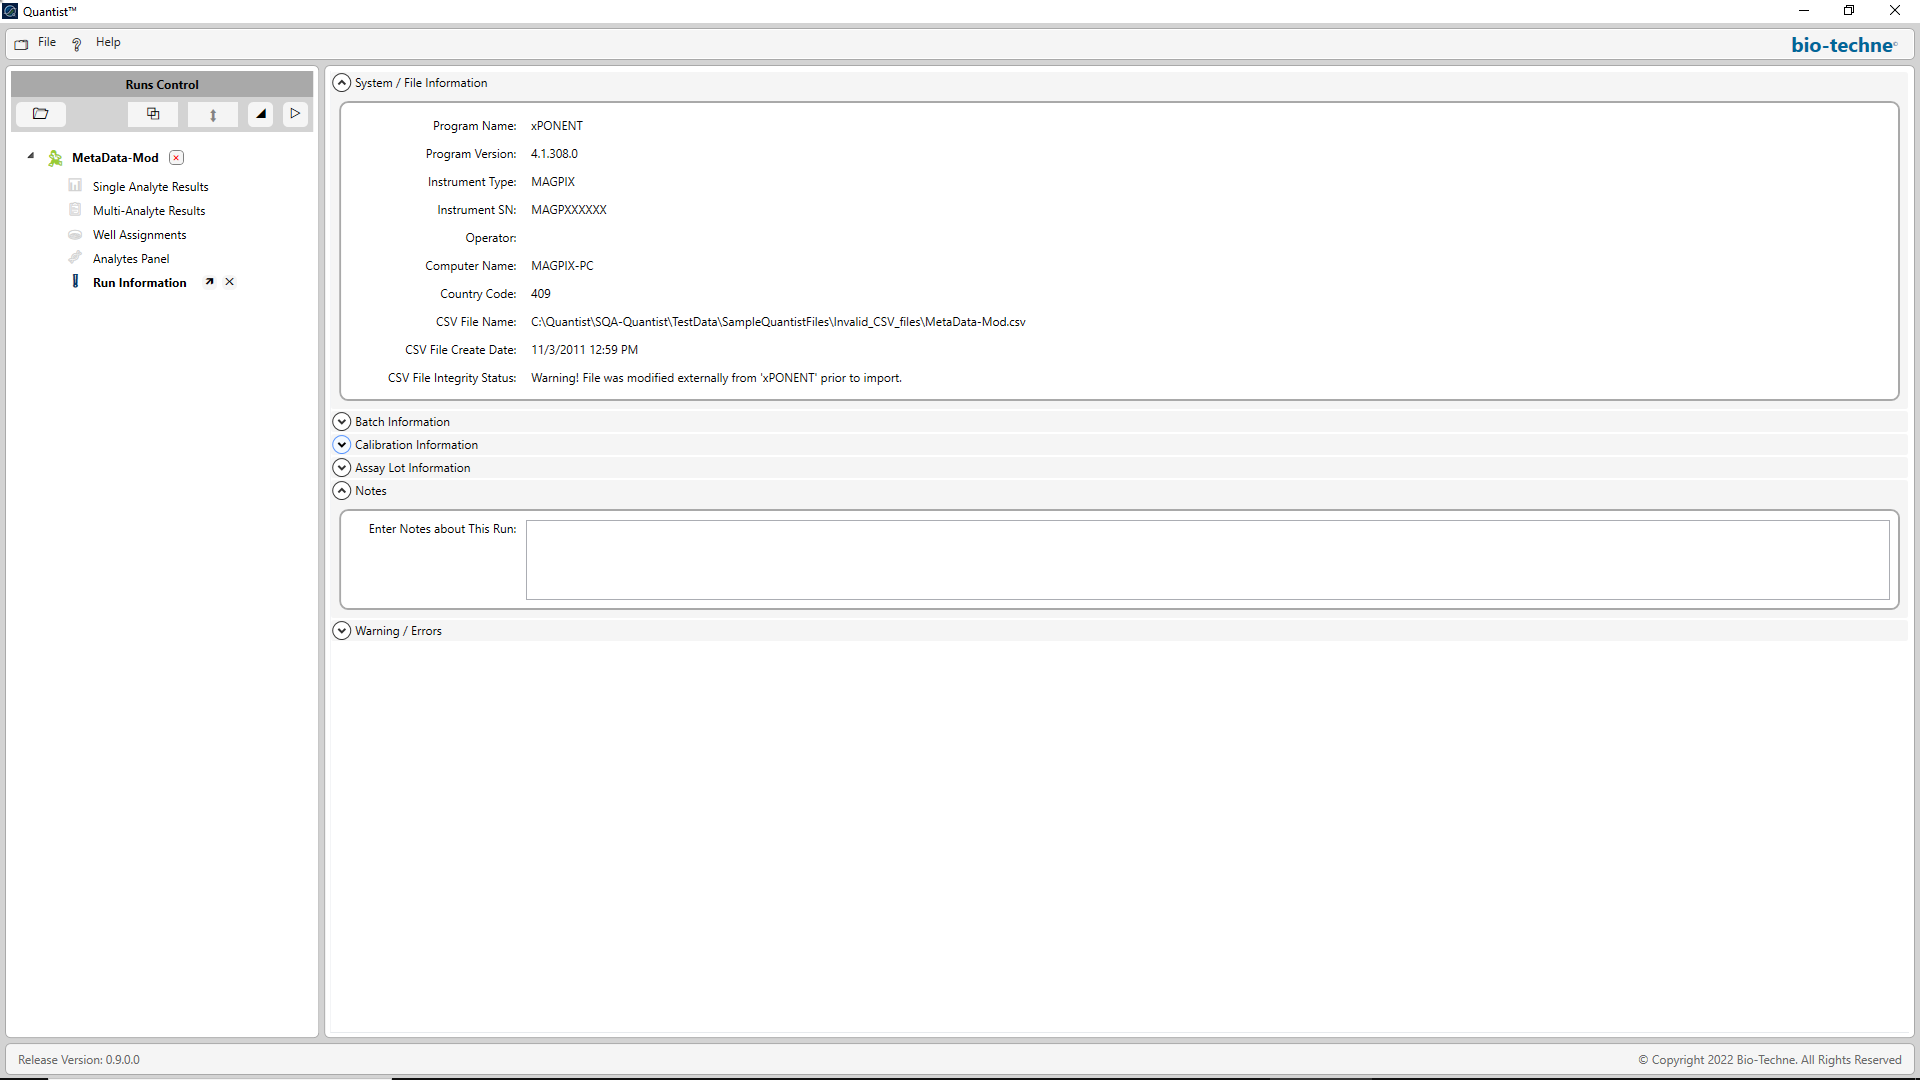 Quantist™
File
Help
bio-techne®
Runs Control
MetaData-Mod
Single Analyte Results
Multi-Analyte Results
Well Assignments
Analytes Panel
Run Information
System / File Information
Program Name: xPONENT
Program Version: 4.1.308.0
Instrument Type: MAGPIX
Instrument SN: MAGPXXXXXX
Operator:
Computer Name: MAGPIX-PC
Country Code: 409
CSV File Name: C:\Quantist\SQA-Quantist\TestData\SampleQuantistFiles\Invalid_CSV_files\MetaData-Mod.csv
CSV File Create Date: 11/3/2011 12:59 PM
CSV File Integrity Status: Warning! File was modified externally from 'xPONENT' prior to import.
Batch Information
Calibration Information
Assay Lot Information
Notes
Enter Notes about This Run:
Warning / Errors
Release Version: 0.9.0.0
© Copyright 2022 Bio-Techne. All Rights Reserved